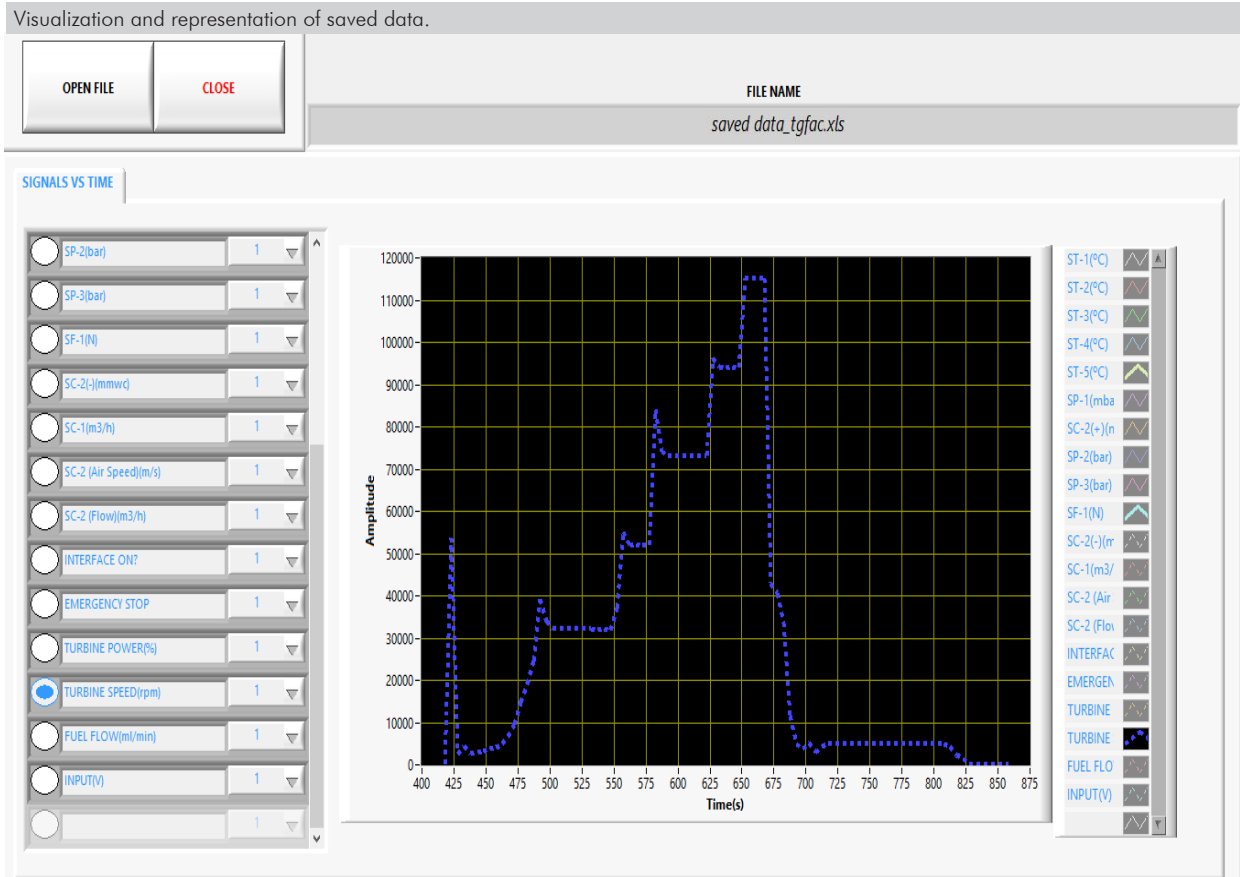 Visualization and representation of saved data.
OPEN FILE
CLOSE
FILE NAME
saved data_tgfac.xls
SIGNALS VS TIME
SP-2(bar) 1
SP-3(bar) 1
SF-1(N) 1
SC-2(-)(mmwc) 1
SC-1(m3/h) 1
SC-2 (Air Speed)(m/s) 1
SC-2 (Flow)(m3/h) 1
INTERFACE ON? 1
EMERGENCY STOP 1
TURBINE POWER(%) 1
TURBINE SPEED(rpm) 1
FUEL FLOW(ml/min) 1
INPUT(V) 1
1
Amplitude
120000
110000
100000
90000
80000
70000
60000
50000
40000
30000
20000
10000
0
400 425 450 475 500 525 550 575 600 625 650 675 700 725 750 775 800 825 850 875
Time(s)
ST-1(ºC)
ST-2(ºC)
ST-3(ºC)
ST-4(ºC)
ST-5(ºC)
SP-1(mba
SC-2(+)(n
SP-2(bar)
SP-3(bar)
SF-1(N)
SC-2(-)(m
SC-1(m3/
SC-2 (Air
SC-2 (Flov
INTERFAC
EMERGEN
TURBINE
TURBINE
FUEL FLO
INPUT(V)